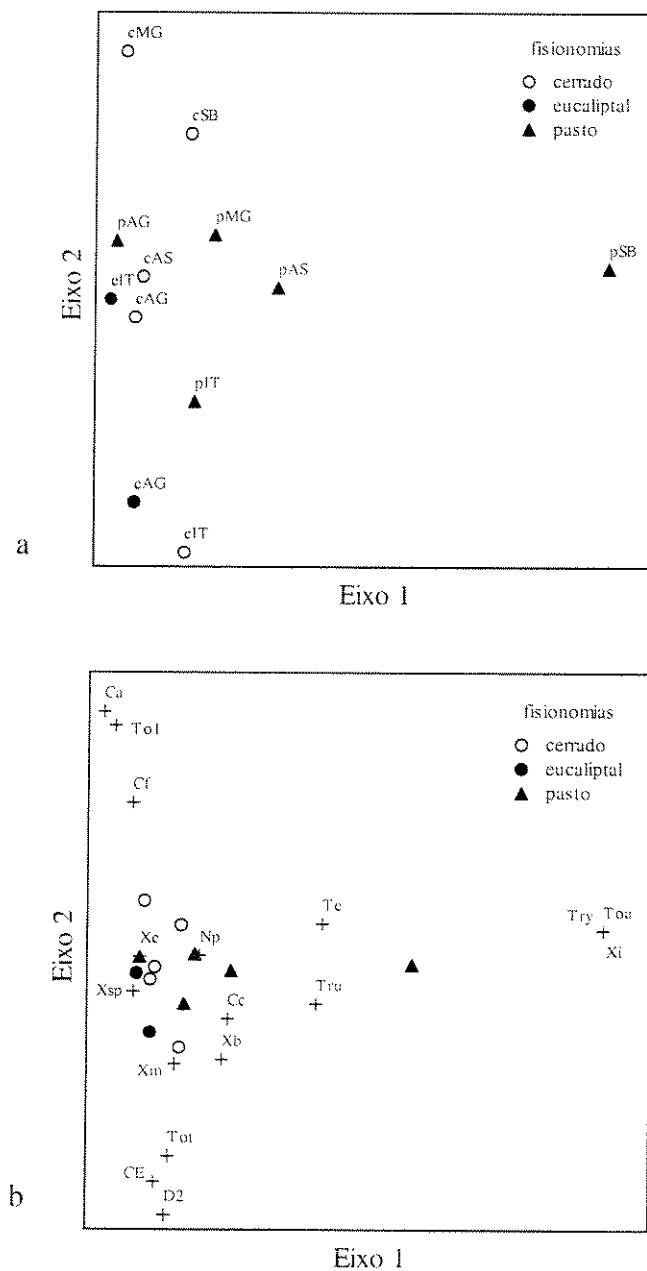 cMG
fisionomias
cerrado
cSB
eucaliptal
pasto
pAG
pMG
cAS
pAS
pSB
eIT
cAG
Eixo 2
pIT
eAG
cIT
a
Eixo 1
Ca
Tol
fisionomias
cerrado
Cf
eucaliptal
pasto
Te
Try Toa
Xe
Np
Xi
Eixo 2
Xsp
Tru
Cc
Xb
Xm
Tot
CE
D2
b
Eixo 1